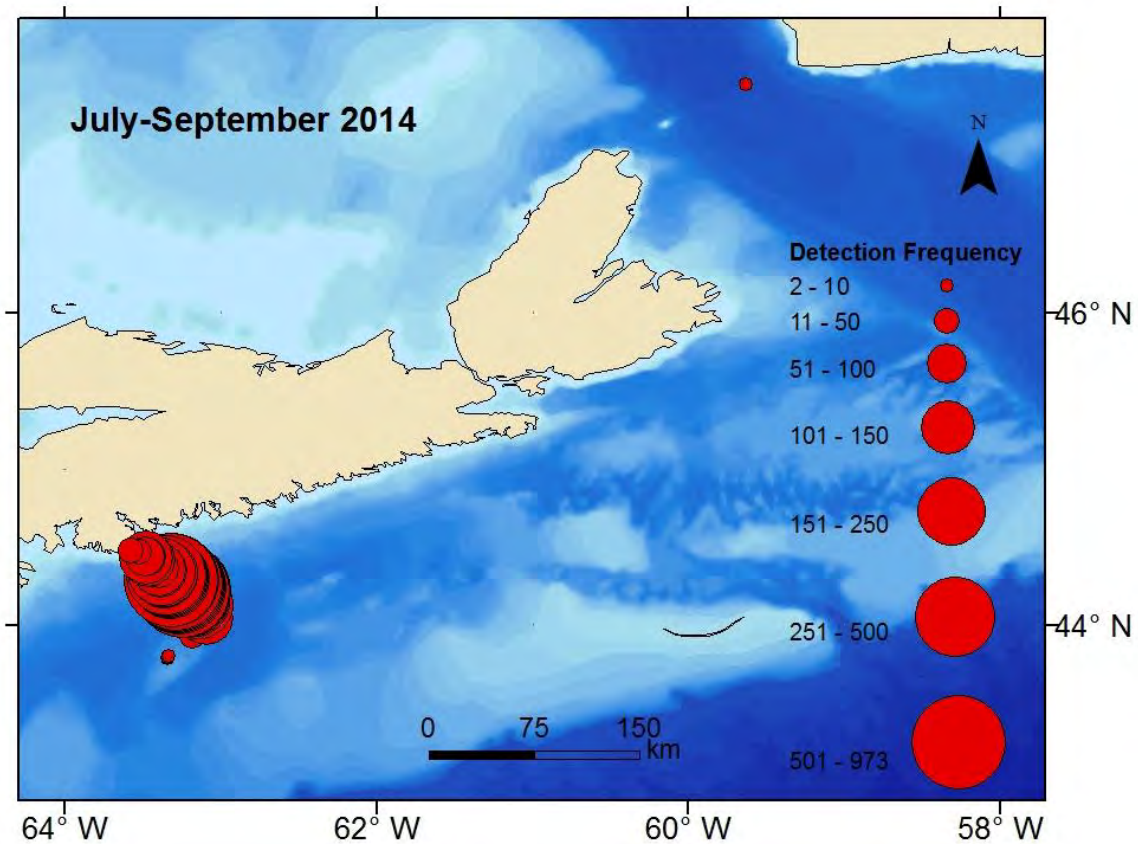 July-September 2014
N
Detection Frequency
2 - 10
11 - 50
51 - 100
101 - 150
151 - 250
251 - 500
501 - 973
46° N
44° N
0 75 150
km
64° W 62° W 60° W 58° W